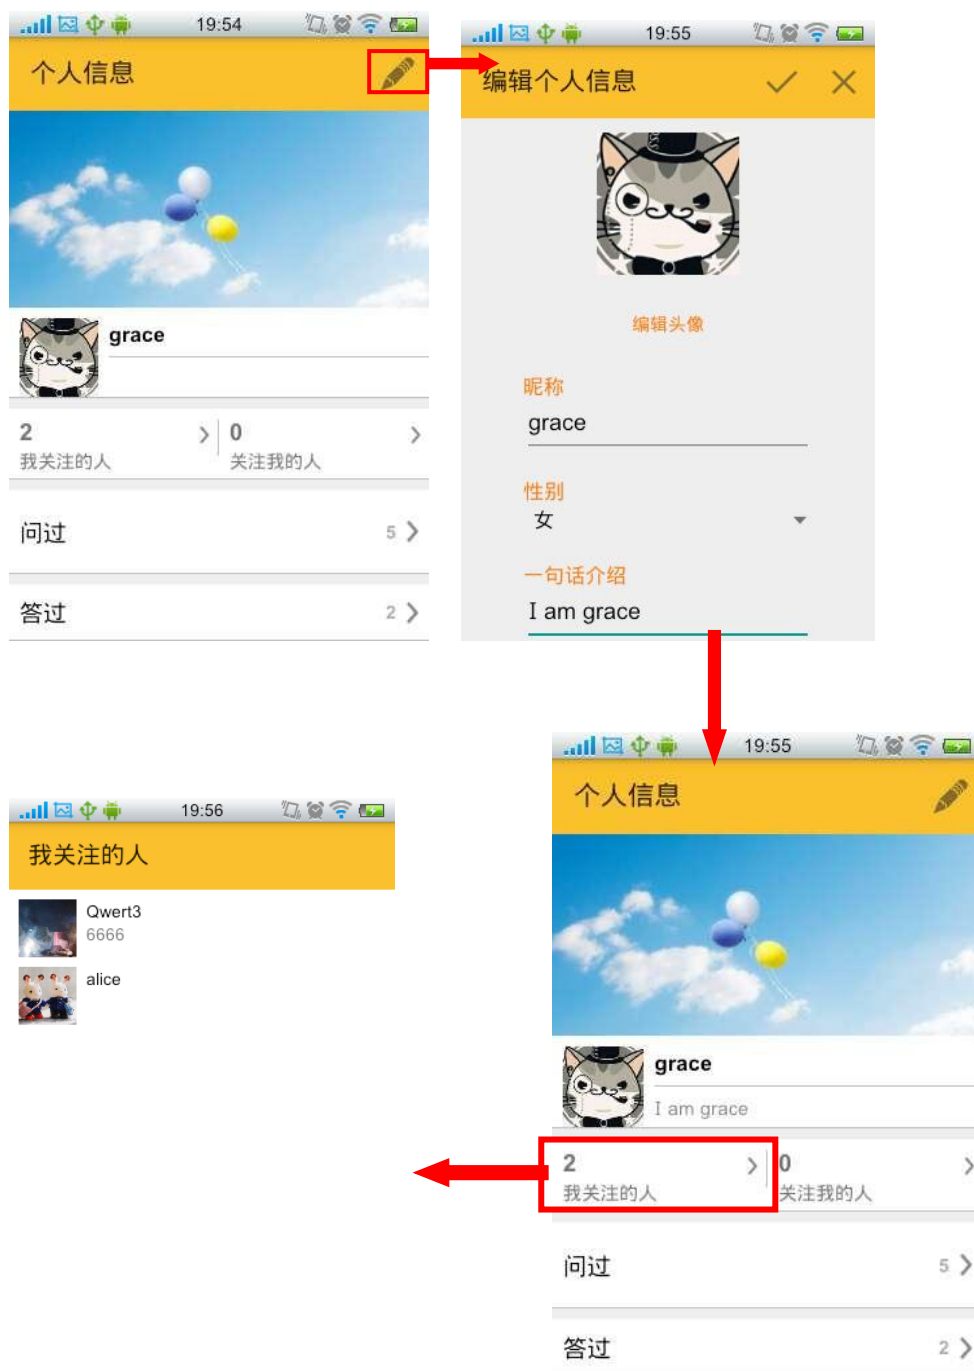 19:54
个人信息
grace
2
我关注的人
0
关注我的人
问过
5
答过
2
19:55
编辑个人信息
编辑头像
昵称
grace
性别
女
一句话介绍
I am grace
19:55
个人信息
grace
I am grace
2
我关注的人
0
关注我的人
问过
5
答过
2
19:56
我关注的人
Qwert3
6666
alice